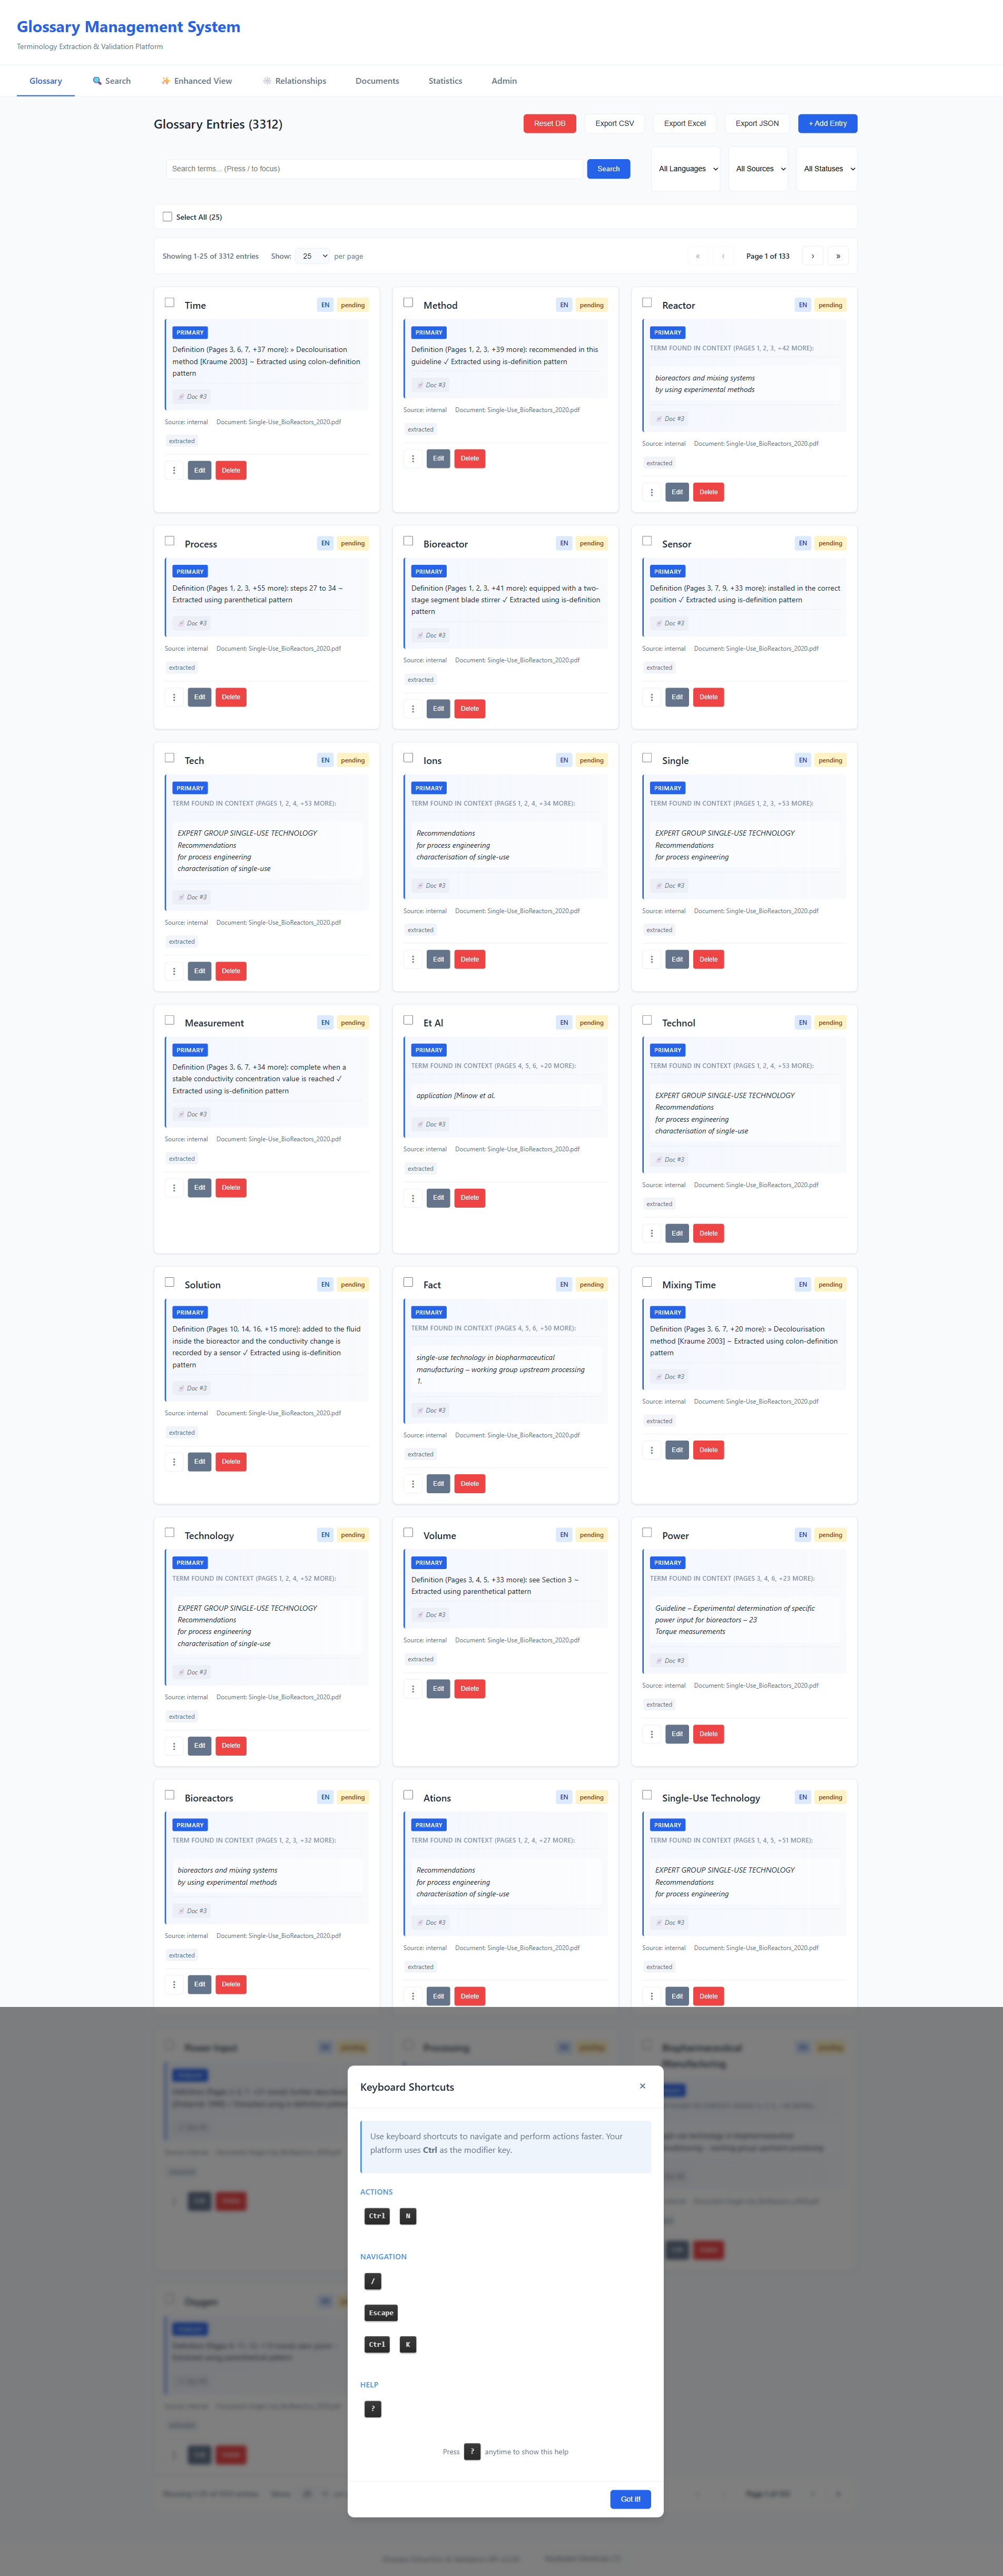 Glossary Management System
Terminology Extraction & Validation Platform
Glossary
Search
Enhanced View
Relationships
Documents
Statistics
Admin
Glossary Entries (3312)
Reset DB
Export CSV
Export Excel
Export JSON
+ Add Entry
Search terms... (Press / to focus)
Search
All Languages
All Sources
All Statuses
Select All (25)
Showing 1-25 of 3312 entries
Show: 25 per page
« ‹ Page 1 of 133 › »
Time
EN pending
PRIMARY
Definition (Pages 3, 6, 7, +37 more): » Decolourisation
method [Kraume 2003] ~ Extracted using colon-definition
pattern
Doc #3
Source: internal Document: Single-Use_BioReactors_2020.pdf
extracted
⋮ Edit Delete
Method
EN pending
PRIMARY
Definition (Pages 1, 2, 3, +39 more): recommended in this
guideline ✓ Extracted using is-definition pattern
Doc #3
Source: internal Document: Single-Use_BioReactors_2020.pdf
extracted
⋮ Edit Delete
Reactor
EN pending
PRIMARY
TERM FOUND IN CONTEXT (PAGES 1, 2, 3, +42 MORE):
bioreactors and mixing systems
by using experimental methods
Doc #3
Source: internal Document: Single-Use_BioReactors_2020.pdf
extracted
⋮ Edit Delete
Process
EN pending
PRIMARY
Definition (Pages 1, 2, 3, +55 more): steps 27 to 34 ~
Extracted using parenthetical pattern
Doc #3
Source: internal Document: Single-Use_BioReactors_2020.pdf
extracted
⋮ Edit Delete
Bioreactor
EN pending
PRIMARY
Definition (Pages 1, 2, 3, +41 more): equipped with a two-
stage segment blade stirrer ✓ Extracted using is-definition
pattern
Doc #3
Source: internal Document: Single-Use_BioReactors_2020.pdf
extracted
⋮ Edit Delete
Sensor
EN pending
PRIMARY
Definition (Pages 3, 7, 9, +33 more): installed in the correct
position ✓ Extracted using is-definition pattern
Doc #3
Source: internal Document: Single-Use_BioReactors_2020.pdf
extracted
⋮ Edit Delete
Tech
EN pending
PRIMARY
TERM FOUND IN CONTEXT (PAGES 1, 2, 4, +53 MORE):
EXPERT GROUP SINGLE-USE TECHNOLOGY
Recommendations
for process engineering
characterisation of single-use
Doc #3
Source: internal Document: Single-Use_BioReactors_2020.pdf
extracted
⋮ Edit Delete
Ions
EN pending
PRIMARY
TERM FOUND IN CONTEXT (PAGES 1, 2, 4, +34 MORE):
Recommendations
for process engineering
characterisation of single-use
Doc #3
Source: internal Document: Single-Use_BioReactors_2020.pdf
extracted
⋮ Edit Delete
Single
EN pending
PRIMARY
TERM FOUND IN CONTEXT (PAGES 1, 2, 3, +53 MORE):
EXPERT GROUP SINGLE-USE TECHNOLOGY
Recommendations
for process engineering
Doc #3
Source: internal Document: Single-Use_BioReactors_2020.pdf
extracted
⋮ Edit Delete
Measurement
EN pending
PRIMARY
Definition (Pages 3, 6, 7, +34 more): complete when a
stable conductivity concentration value is reached ✓
Extracted using is-definition pattern
Doc #3
Source: internal Document: Single-Use_BioReactors_2020.pdf
extracted
⋮ Edit Delete
Et Al
EN pending
PRIMARY
TERM FOUND IN CONTEXT (PAGES 4, 5, 6, +20 MORE):
application [Minow et al.
Doc #3
Source: internal Document: Single-Use_BioReactors_2020.pdf
extracted
⋮ Edit Delete
Technol
EN pending
PRIMARY
TERM FOUND IN CONTEXT (PAGES 1, 2, 4, +53 MORE):
EXPERT GROUP SINGLE-USE TECHNOLOGY
Recommendations
for process engineering
characterisation of single-use
Doc #3
Source: internal Document: Single-Use_BioReactors_2020.pdf
extracted
⋮ Edit Delete
Solution
EN pending
PRIMARY
Definition (Pages 10, 14, 16, +15 more): added to the fluid
inside the bioreactor and the conductivity change is
recorded by a sensor ✓ Extracted using is-definition
pattern
Doc #3
Source: internal Document: Single-Use_BioReactors_2020.pdf
extracted
⋮ Edit Delete
Fact
EN pending
PRIMARY
TERM FOUND IN CONTEXT (PAGES 4, 5, 6, +50 MORE):
single-use technology in biopharmaceutical
manufacturing – working group upstream processing
1.
Doc #3
Source: internal Document: Single-Use_BioReactors_2020.pdf
extracted
⋮ Edit Delete
Mixing Time
EN pending
PRIMARY
Definition (Pages 3, 6, 7, +20 more): » Decolourisation
method [Kraume 2003] ~ Extracted using colon-definition
pattern
Doc #3
Source: internal Document: Single-Use_BioReactors_2020.pdf
extracted
⋮ Edit Delete
Technology
EN pending
PRIMARY
TERM FOUND IN CONTEXT (PAGES 1, 2, 4, +52 MORE):
EXPERT GROUP SINGLE-USE TECHNOLOGY
Recommendations
for process engineering
characterisation of single-use
Doc #3
Source: internal Document: Single-Use_BioReactors_2020.pdf
extracted
⋮ Edit Delete
Volume
EN pending
PRIMARY
Definition (Pages 3, 4, 5, +33 more): see Section 3 ~
Extracted using parenthetical pattern
Doc #3
Source: internal Document: Single-Use_BioReactors_2020.pdf
extracted
⋮ Edit Delete
Power
EN pending
PRIMARY
TERM FOUND IN CONTEXT (PAGES 3, 4, 6, +23 MORE):
Guideline – Experimental determination of specific
power input for bioreactors – 23
Torque measurements
Doc #3
Source: internal Document: Single-Use_BioReactors_2020.pdf
extracted
⋮ Edit Delete
Bioreactors
EN pending
PRIMARY
TERM FOUND IN CONTEXT (PAGES 1, 2, 3, +32 MORE):
bioreactors and mixing systems
by using experimental methods
Doc #3
Source: internal Document: Single-Use_BioReactors_2020.pdf
extracted
⋮ Edit Delete
Ations
EN pending
PRIMARY
TERM FOUND IN CONTEXT (PAGES 1, 2, 4, +27 MORE):
Recommendations
for process engineering
characterisation of single-use
Doc #3
Source: internal Document: Single-Use_BioReactors_2020.pdf
extracted
⋮ Edit Delete
Single-Use Technology
EN pending
PRIMARY
TERM FOUND IN CONTEXT (PAGES 1, 4, 5, +51 MORE):
EXPERT GROUP SINGLE-USE TECHNOLOGY
Recommendations
for process engineering
Doc #3
Source: internal Document: Single-Use_BioReactors_2020.pdf
extracted
⋮ Edit Delete
Power Input
Processing
Biopharmaceutical
Manufacturing
Oxygen
Keyboard Shortcuts
×
Use keyboard shortcuts to navigate and perform actions faster. Your
platform uses Ctrl as the modifier key.
ACTIONS
Ctrl N
NAVIGATION
/
Escape
Ctrl K
HELP
?
Press ? anytime to show this help
Got it!